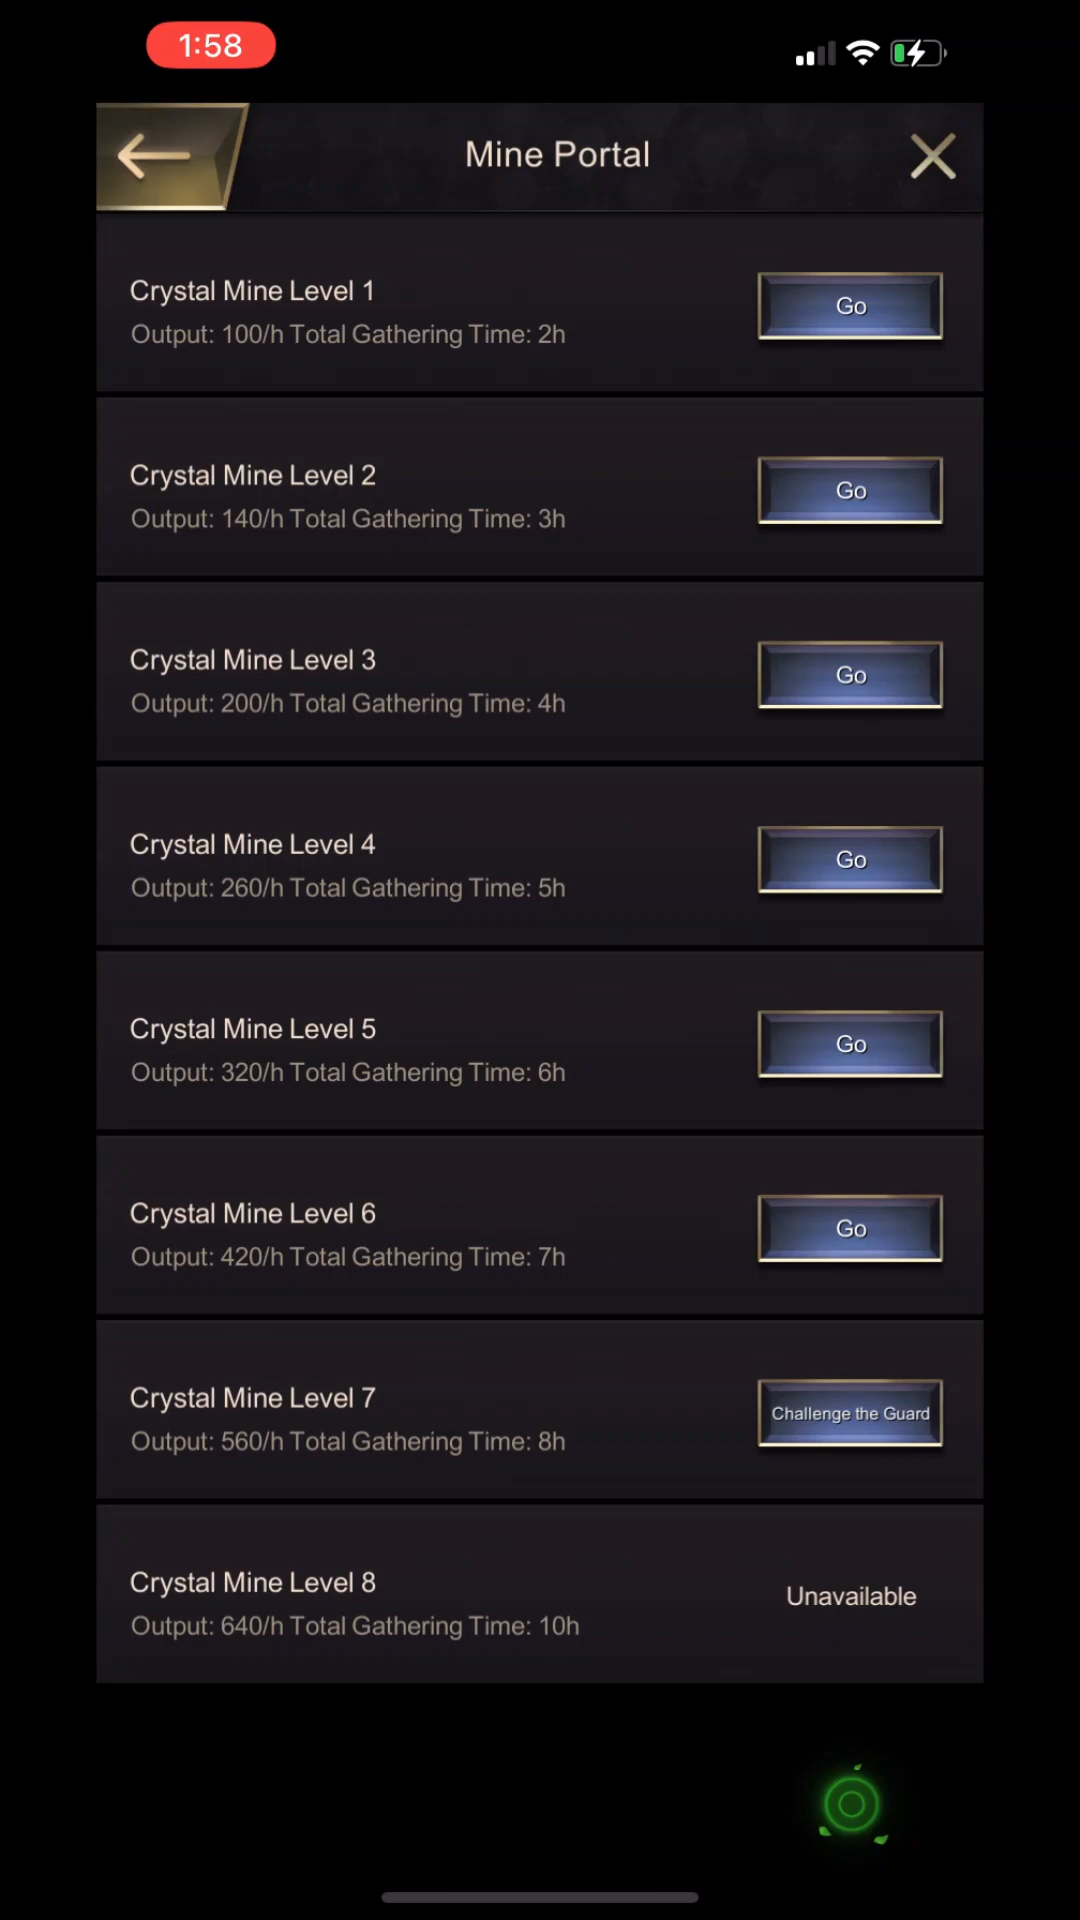 1:58
Mine Portal
Crystal Mine Level 1
Output: 100/h Total Gathering Time: 2h
Go
Crystal Mine Level 2
Output: 140/h Total Gathering Time: 3h
Go
Crystal Mine Level 3
Output: 200/h Total Gathering Time: 4h
Go
Crystal Mine Level 4
Output: 260/h Total Gathering Time: 5h
Go
Crystal Mine Level 5
Output: 320/h Total Gathering Time: 6h
Go
Crystal Mine Level 6
Output: 420/h Total Gathering Time: 7h
Go
Crystal Mine Level 7
Output: 560/h Total Gathering Time: 8h
Challenge the Guard
Crystal Mine Level 8
Output: 640/h Total Gathering Time: 10h
Unavailable